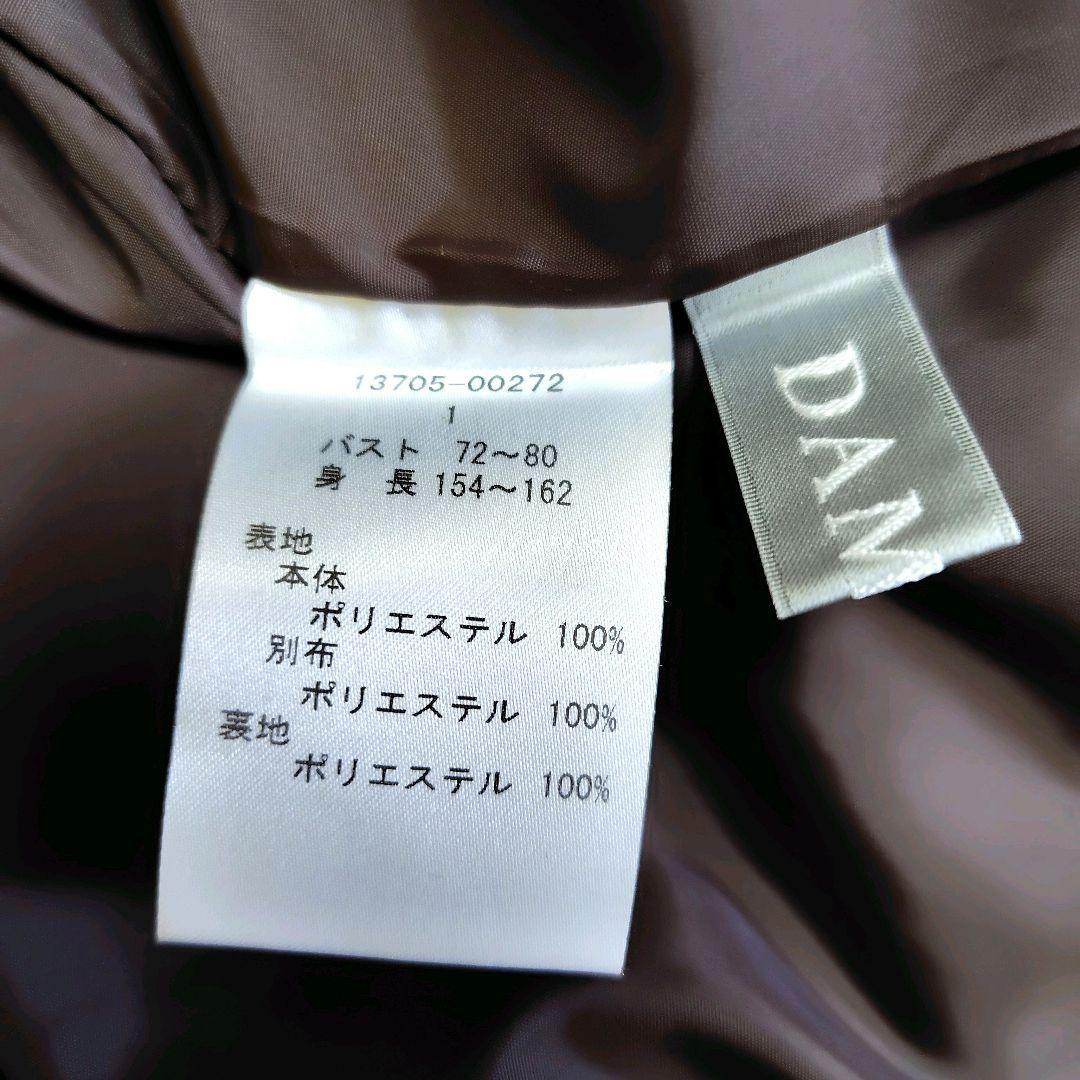 13705-00272
1
バスト 72～80
身 長 154～162
表地
本体
ポリエステル 100%
別布
ポリエステル 100%
裏地
ポリエステル 100%
DAM